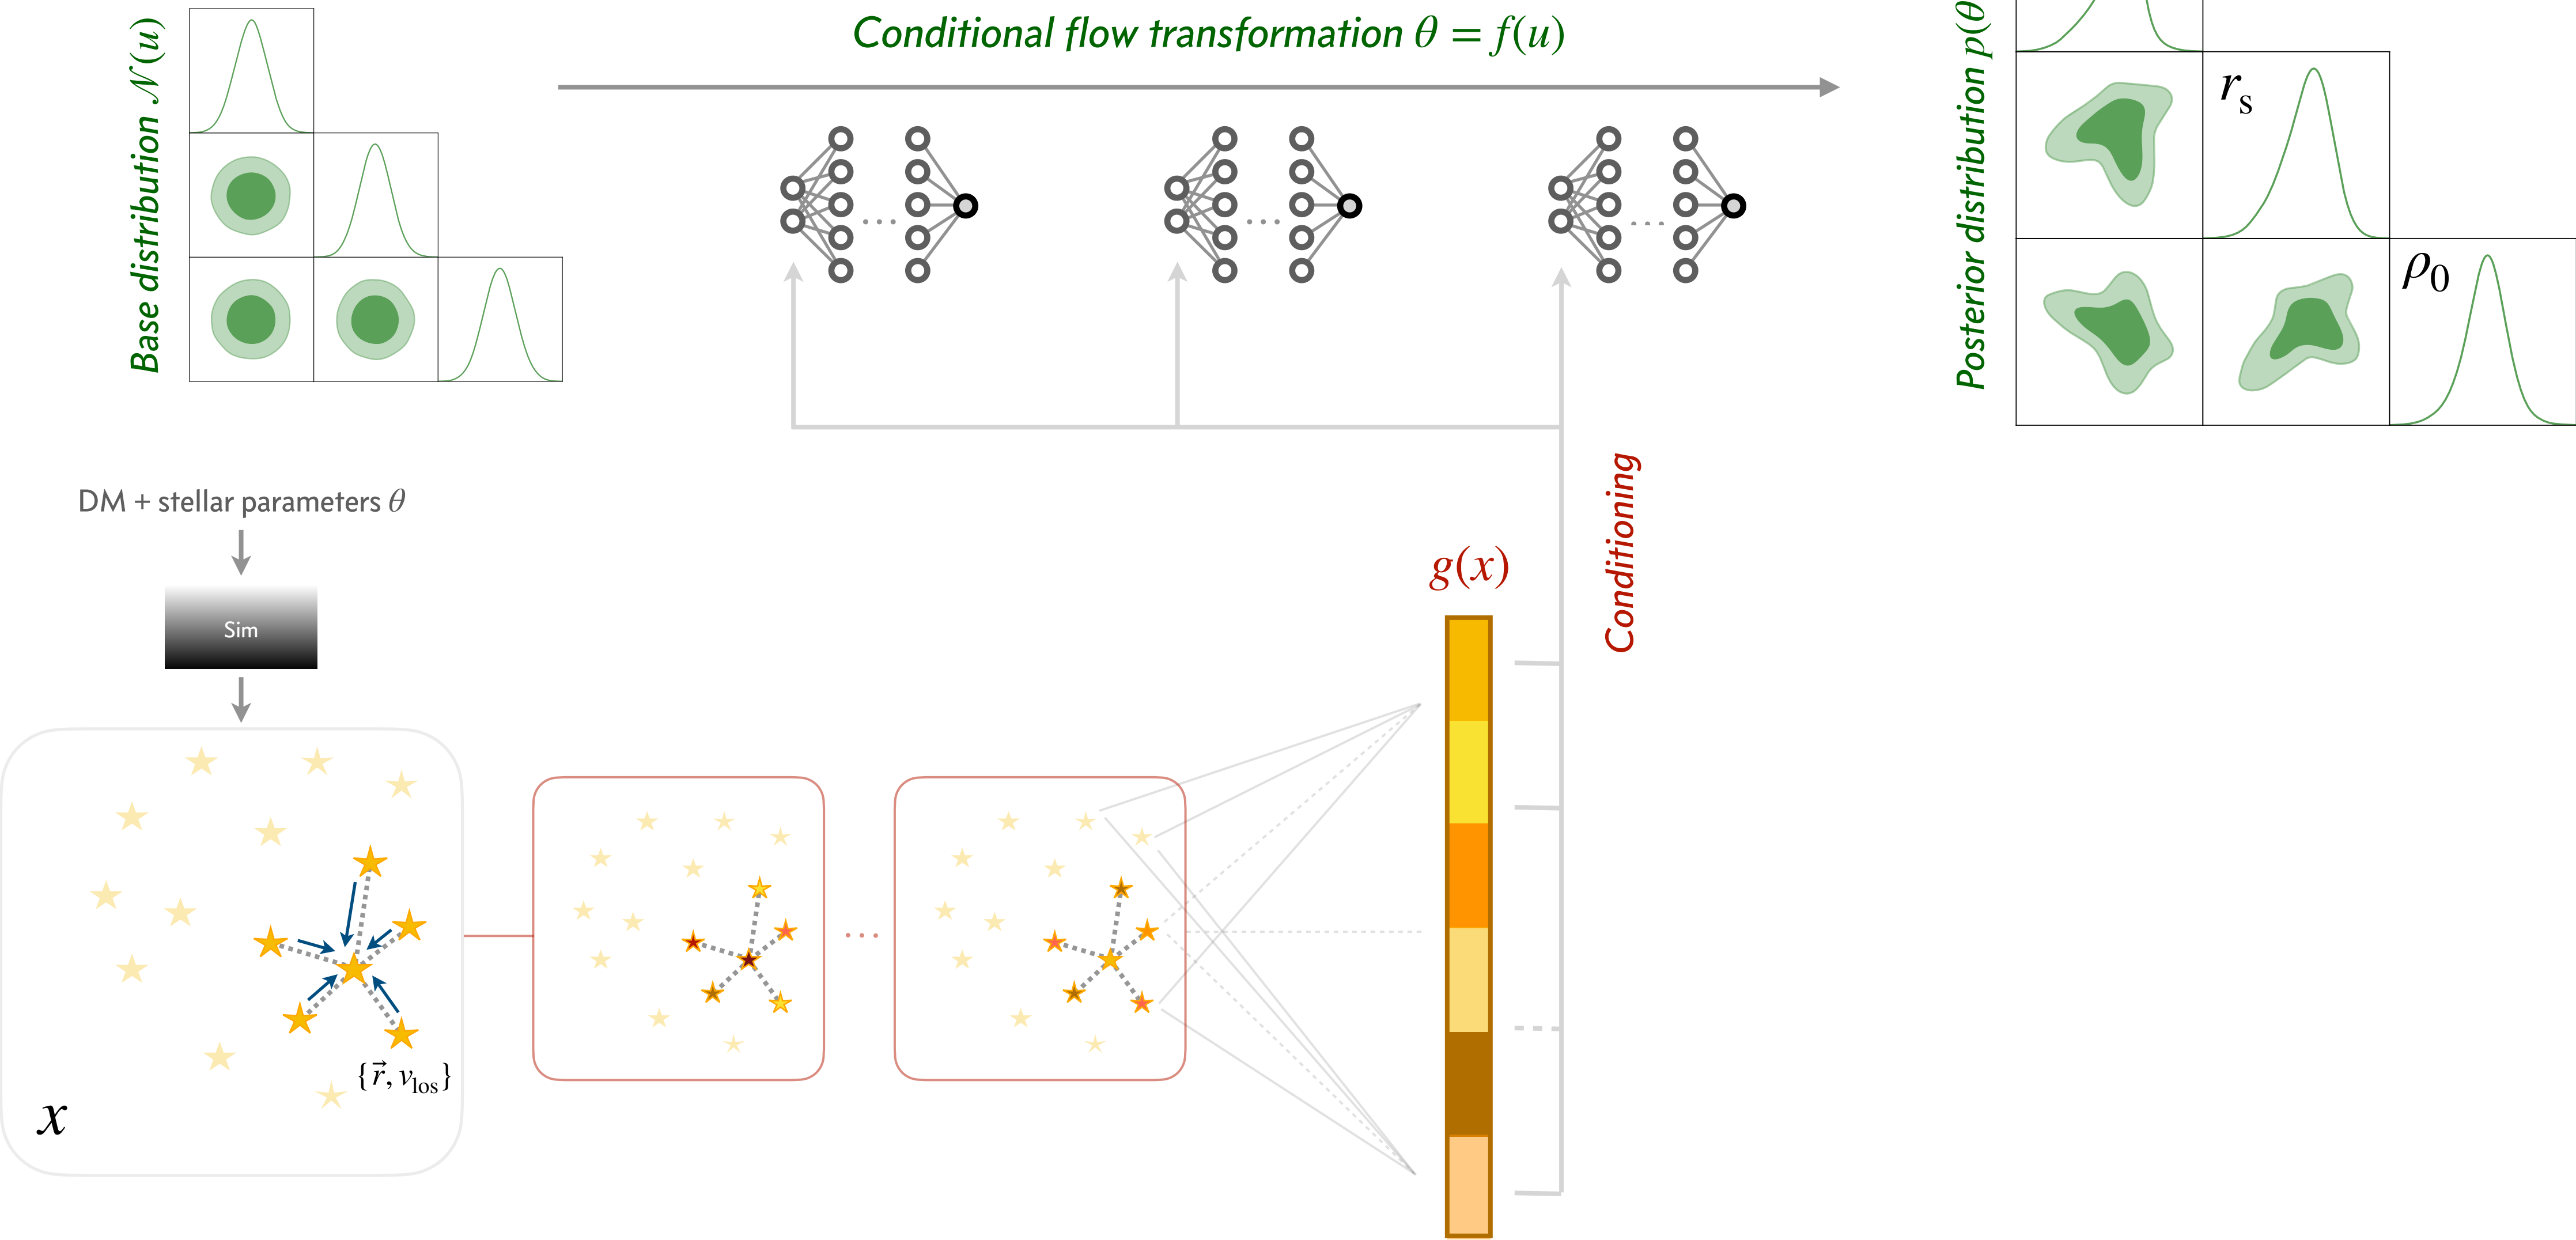 Conditional flow transformation θ = f(u)
Base distribution 𝒩(u)
Posterior distribution p(θ
r_s
ρ_0
DM + stellar parameters θ
Sim
Conditioning
g(x)
{r⃗, v_los}
x